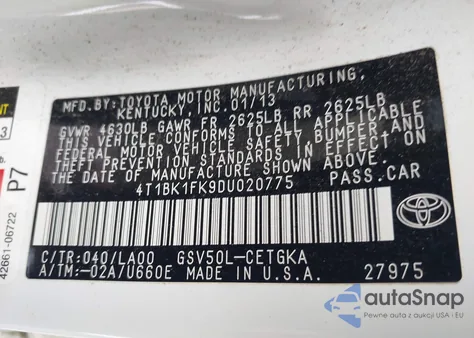 MFD.BY:TOYOTA MOTOR MANUFACTURING,
KENTUCKY, INC.01/13
GVWR 4630LB GAWR FR 2625LB RR 2625LB
THIS VEHICLE CONFORMS TO ALL APPLICABLE
FEDERAL MOTOR VEHICLE SAFETY, BUMPER, AND
THEFT PREVENTION STANDARDS IN EFFECT ON
THE DATE OF MANUFACTURE SHOWN ABOVE.
4T1BK1FK9DU020775 PASS.CAR
C/TR:040/LA00 GSV50L-CETGKA
A/TM:-02A/U660E MADE IN U.S.A. 27975
TOYOTA
3
P7
42661-06722
autaSnap
Pewne auta z USA i EU